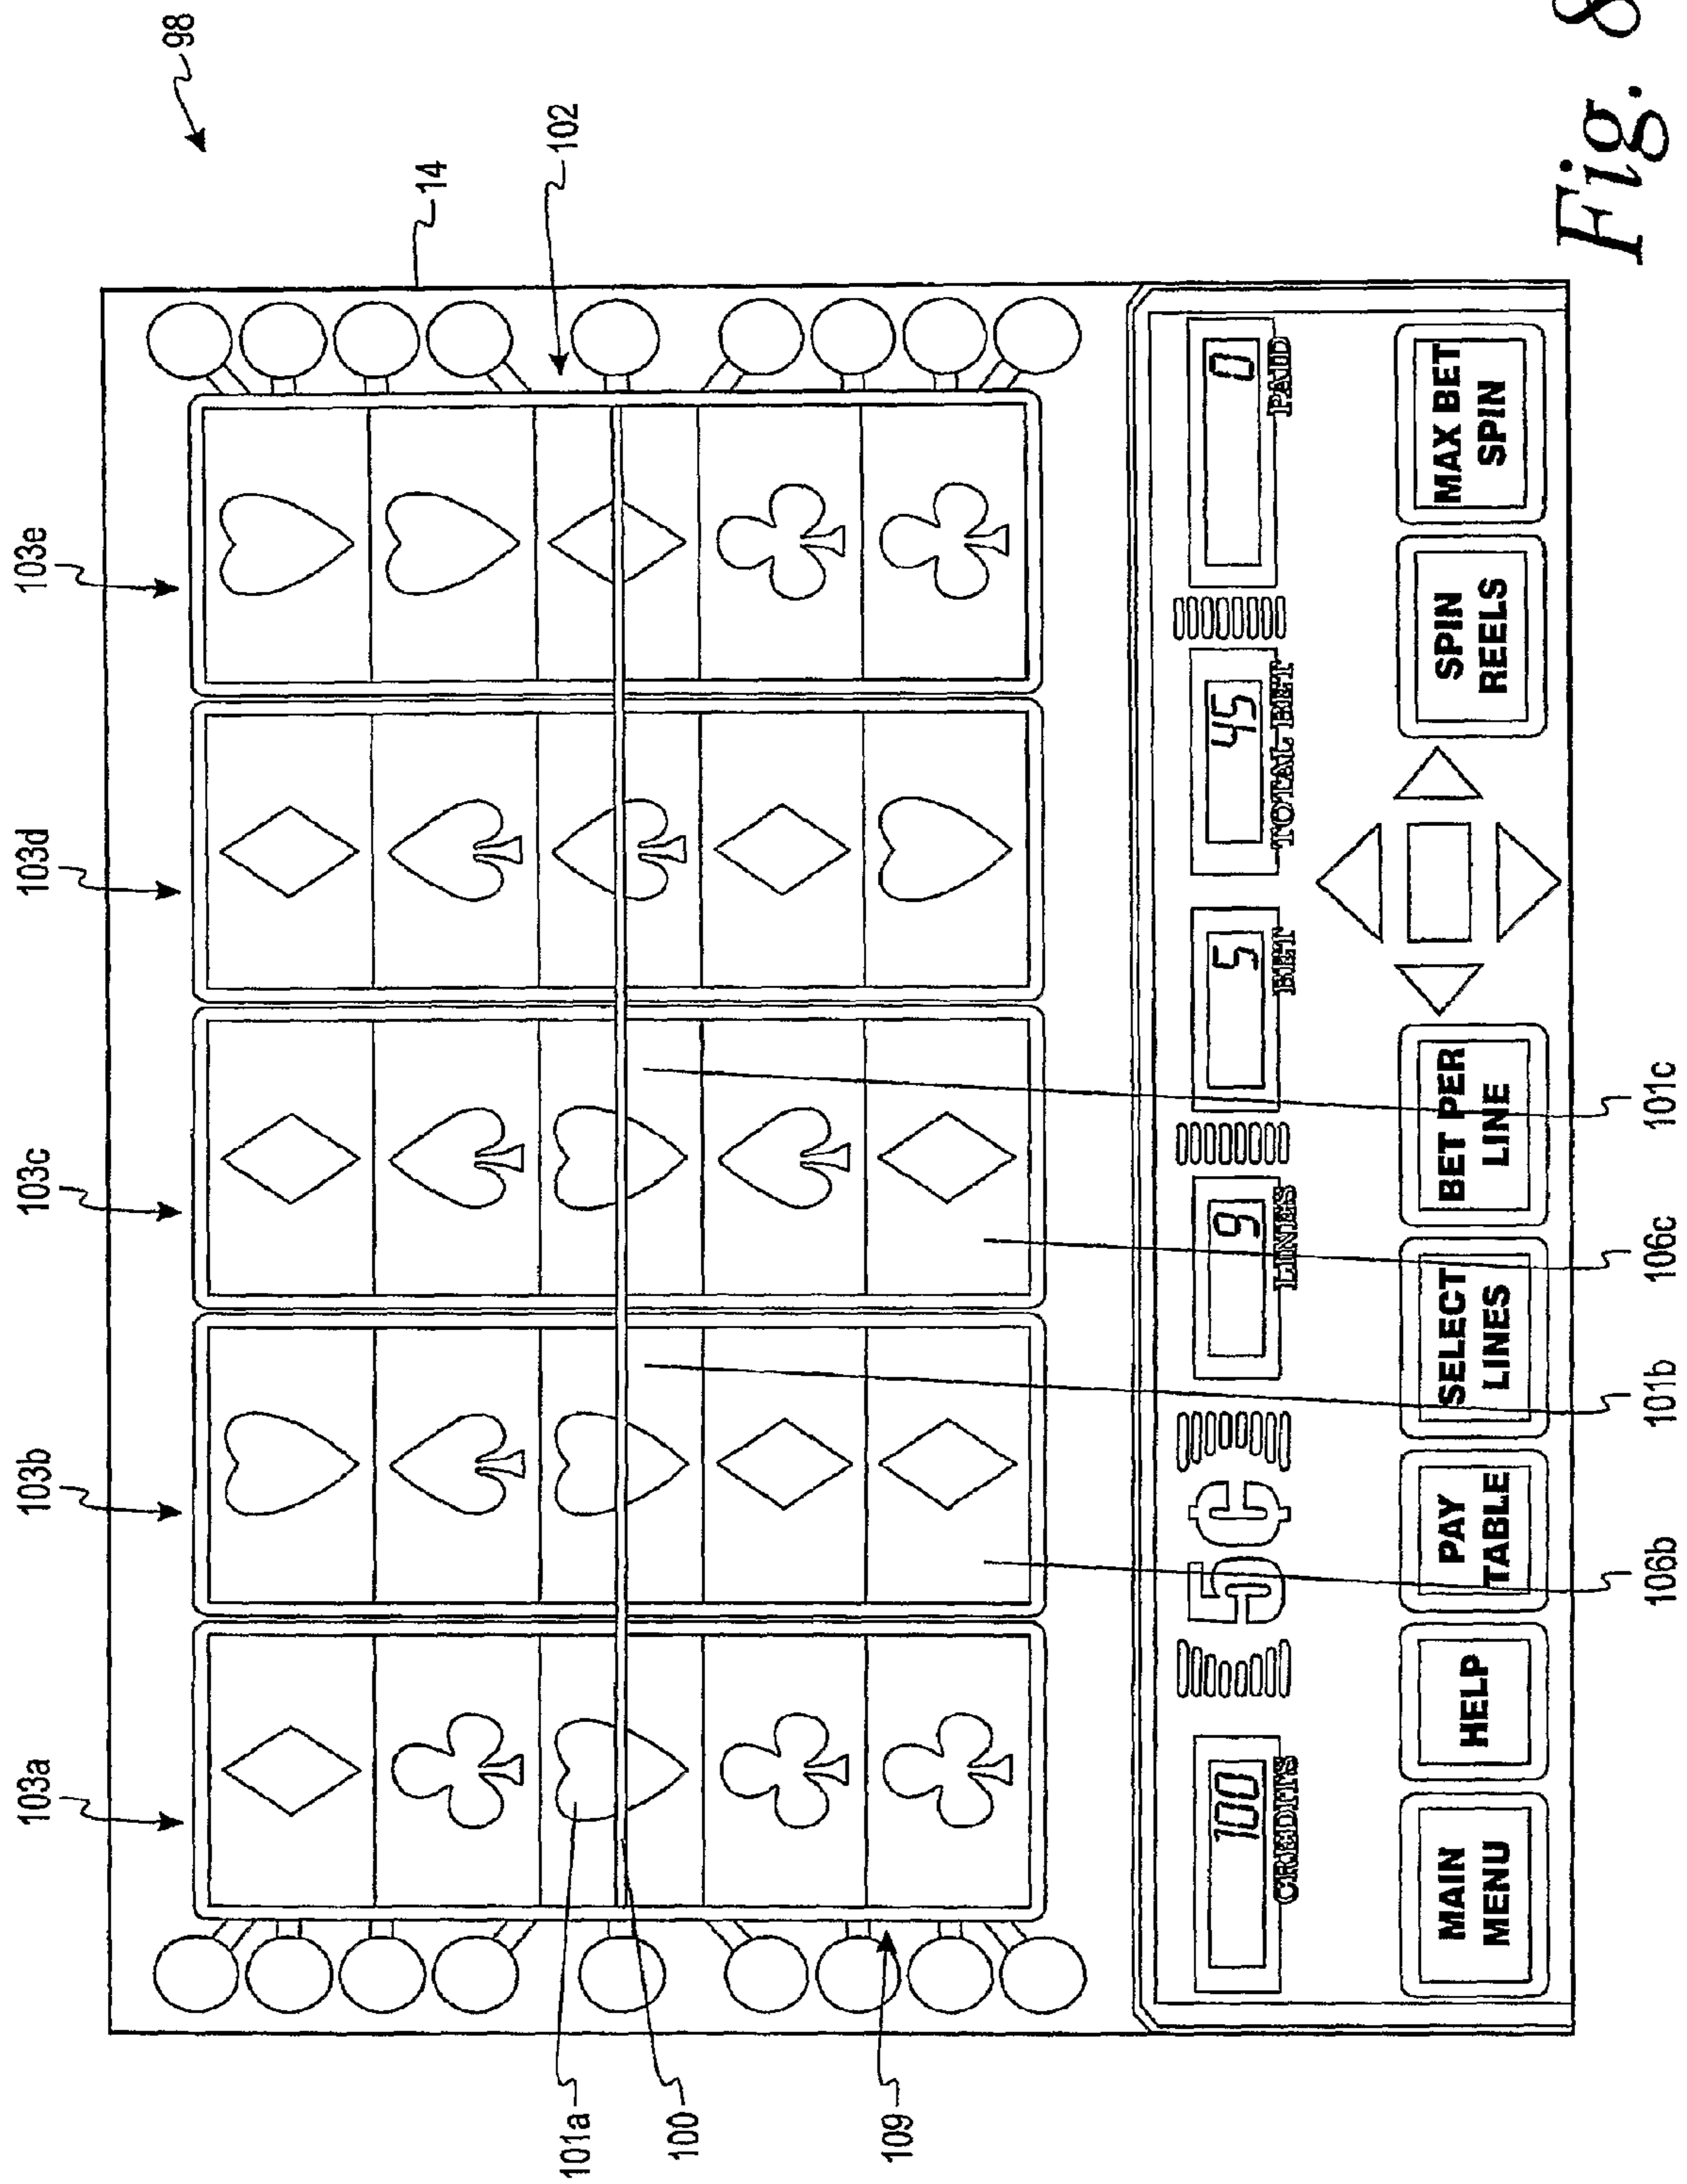 98
14
102
103a
103b
103c
103d
103e
101a
100
109
100
CREDITS
5¢
9
LINES
5
BET
45
TOTAL BET
0
PAID
MAIN
MENU
HELP
PAY
TABLE
SELECT
LINES
BET PER
LINE
SPIN
REELS
MAX BET
SPIN
106b
101b
106c
101c
Fig. 8